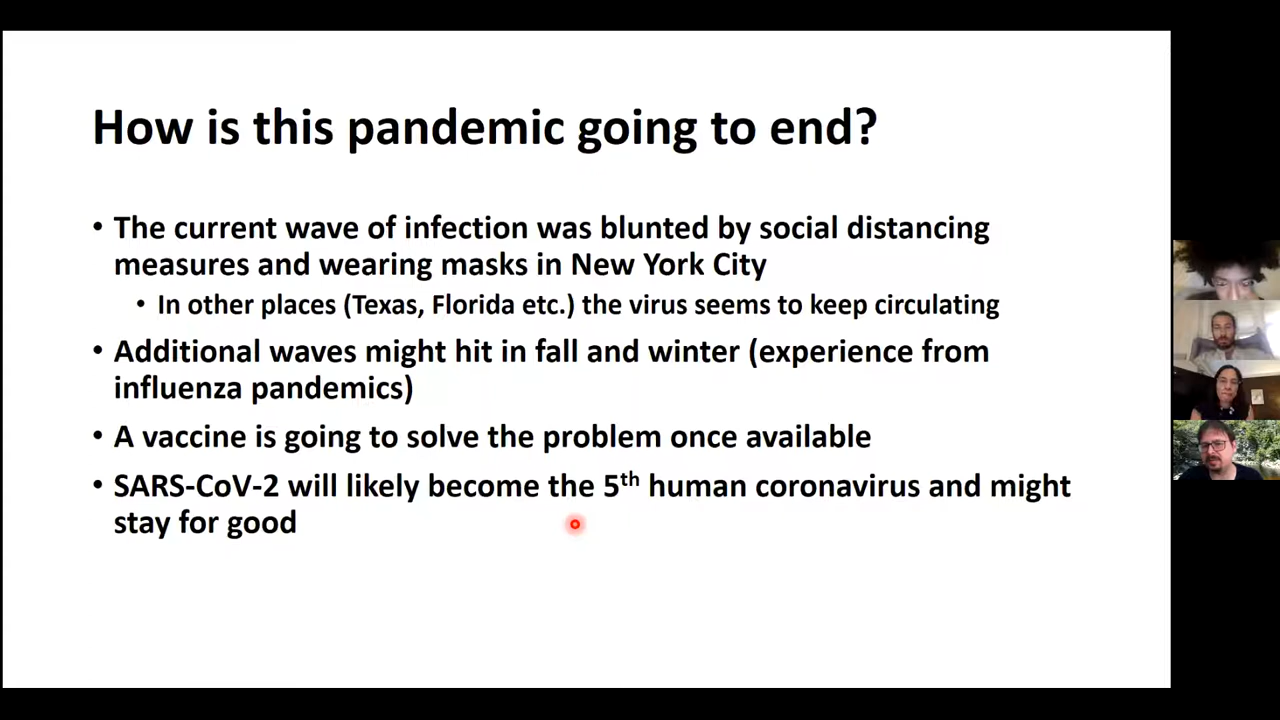 How is this pandemic going to end?
• The current wave of infection was blunted by social distancing
measures and wearing masks in New York City
• In other places (Texas, Florida etc.) the virus seems to keep circulating
• Additional waves might hit in fall and winter (experience from
influenza pandemics)
• A vaccine is going to solve the problem once available
• SARS-CoV-2 will likely become the 5th human coronavirus and might
stay for good